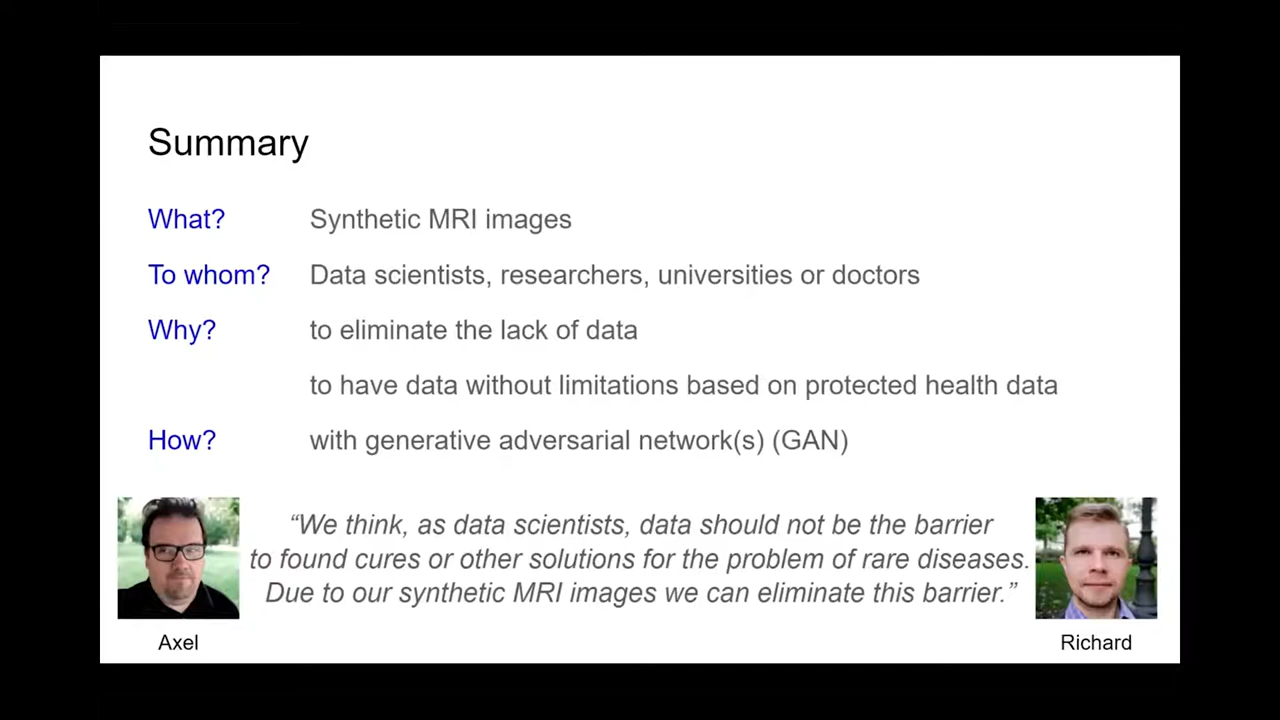 Summary
What? Synthetic MRI images
To whom? Data scientists, researchers, universities or doctors
Why? to eliminate the lack of data
to have data without limitations based on protected health data
How? with generative adversarial network(s) (GAN)
“We think, as data scientists, data should not be the barrier
to found cures or other solutions for the problem of rare diseases.
Due to our synthetic MRI images we can eliminate this barrier.”
Axel
Richard